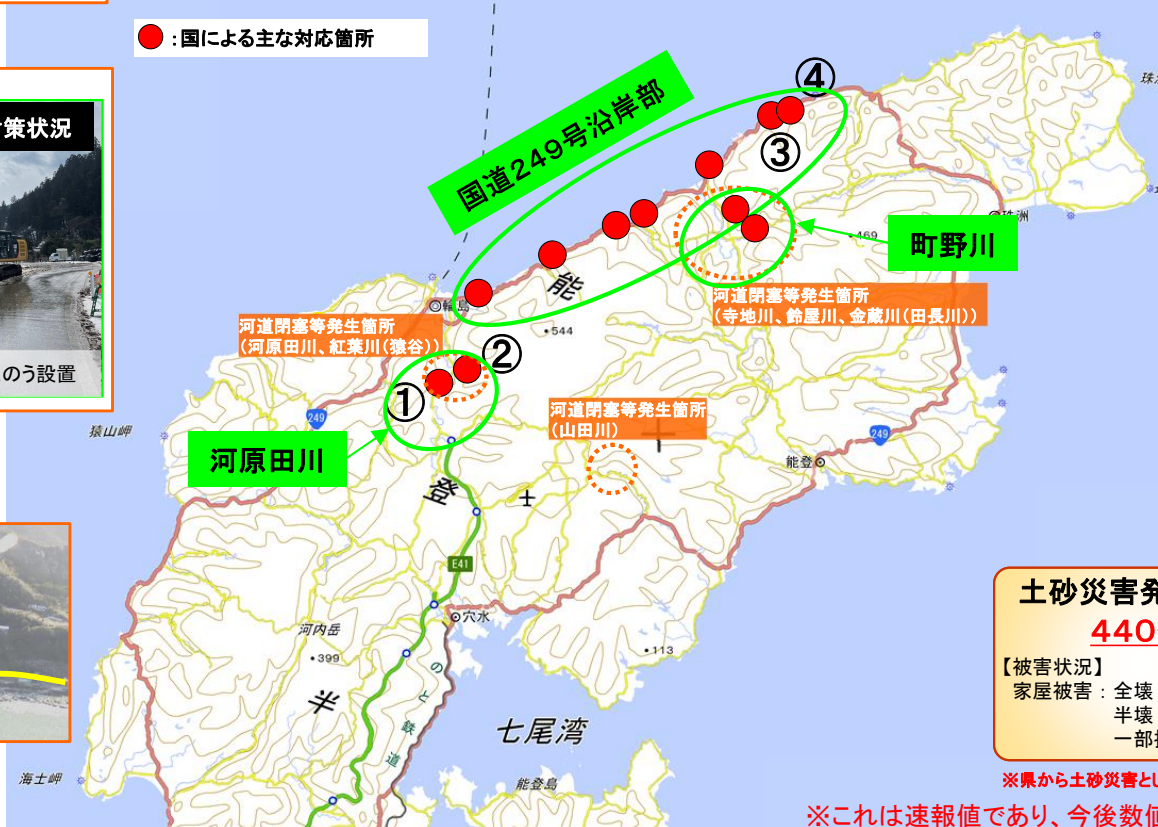 ：国による主な対応箇所
策状況
のう設置
国道２４９号沿岸部
④
③
町野川
河道閉塞等発生箇所
（寺地川、鈴屋川、金蔵川（田長川））
河道閉塞等発生箇所
（河原田川、紅葉川（猿谷））
②
①
河原田川
河道閉塞等発生箇所
（山田川）
輪島
珠洲
珠
・469
能
・544
249
249
猿山岬
能登
登
E41
穴水
河内岳
・399
・113
半
のと鉄道
七尾湾
能登島
海士岬
土砂災害発
440
【被害状況】
家屋被害：全壊
半壊
一部
※県から土砂災害とし
※これは速報値であり、今後数値